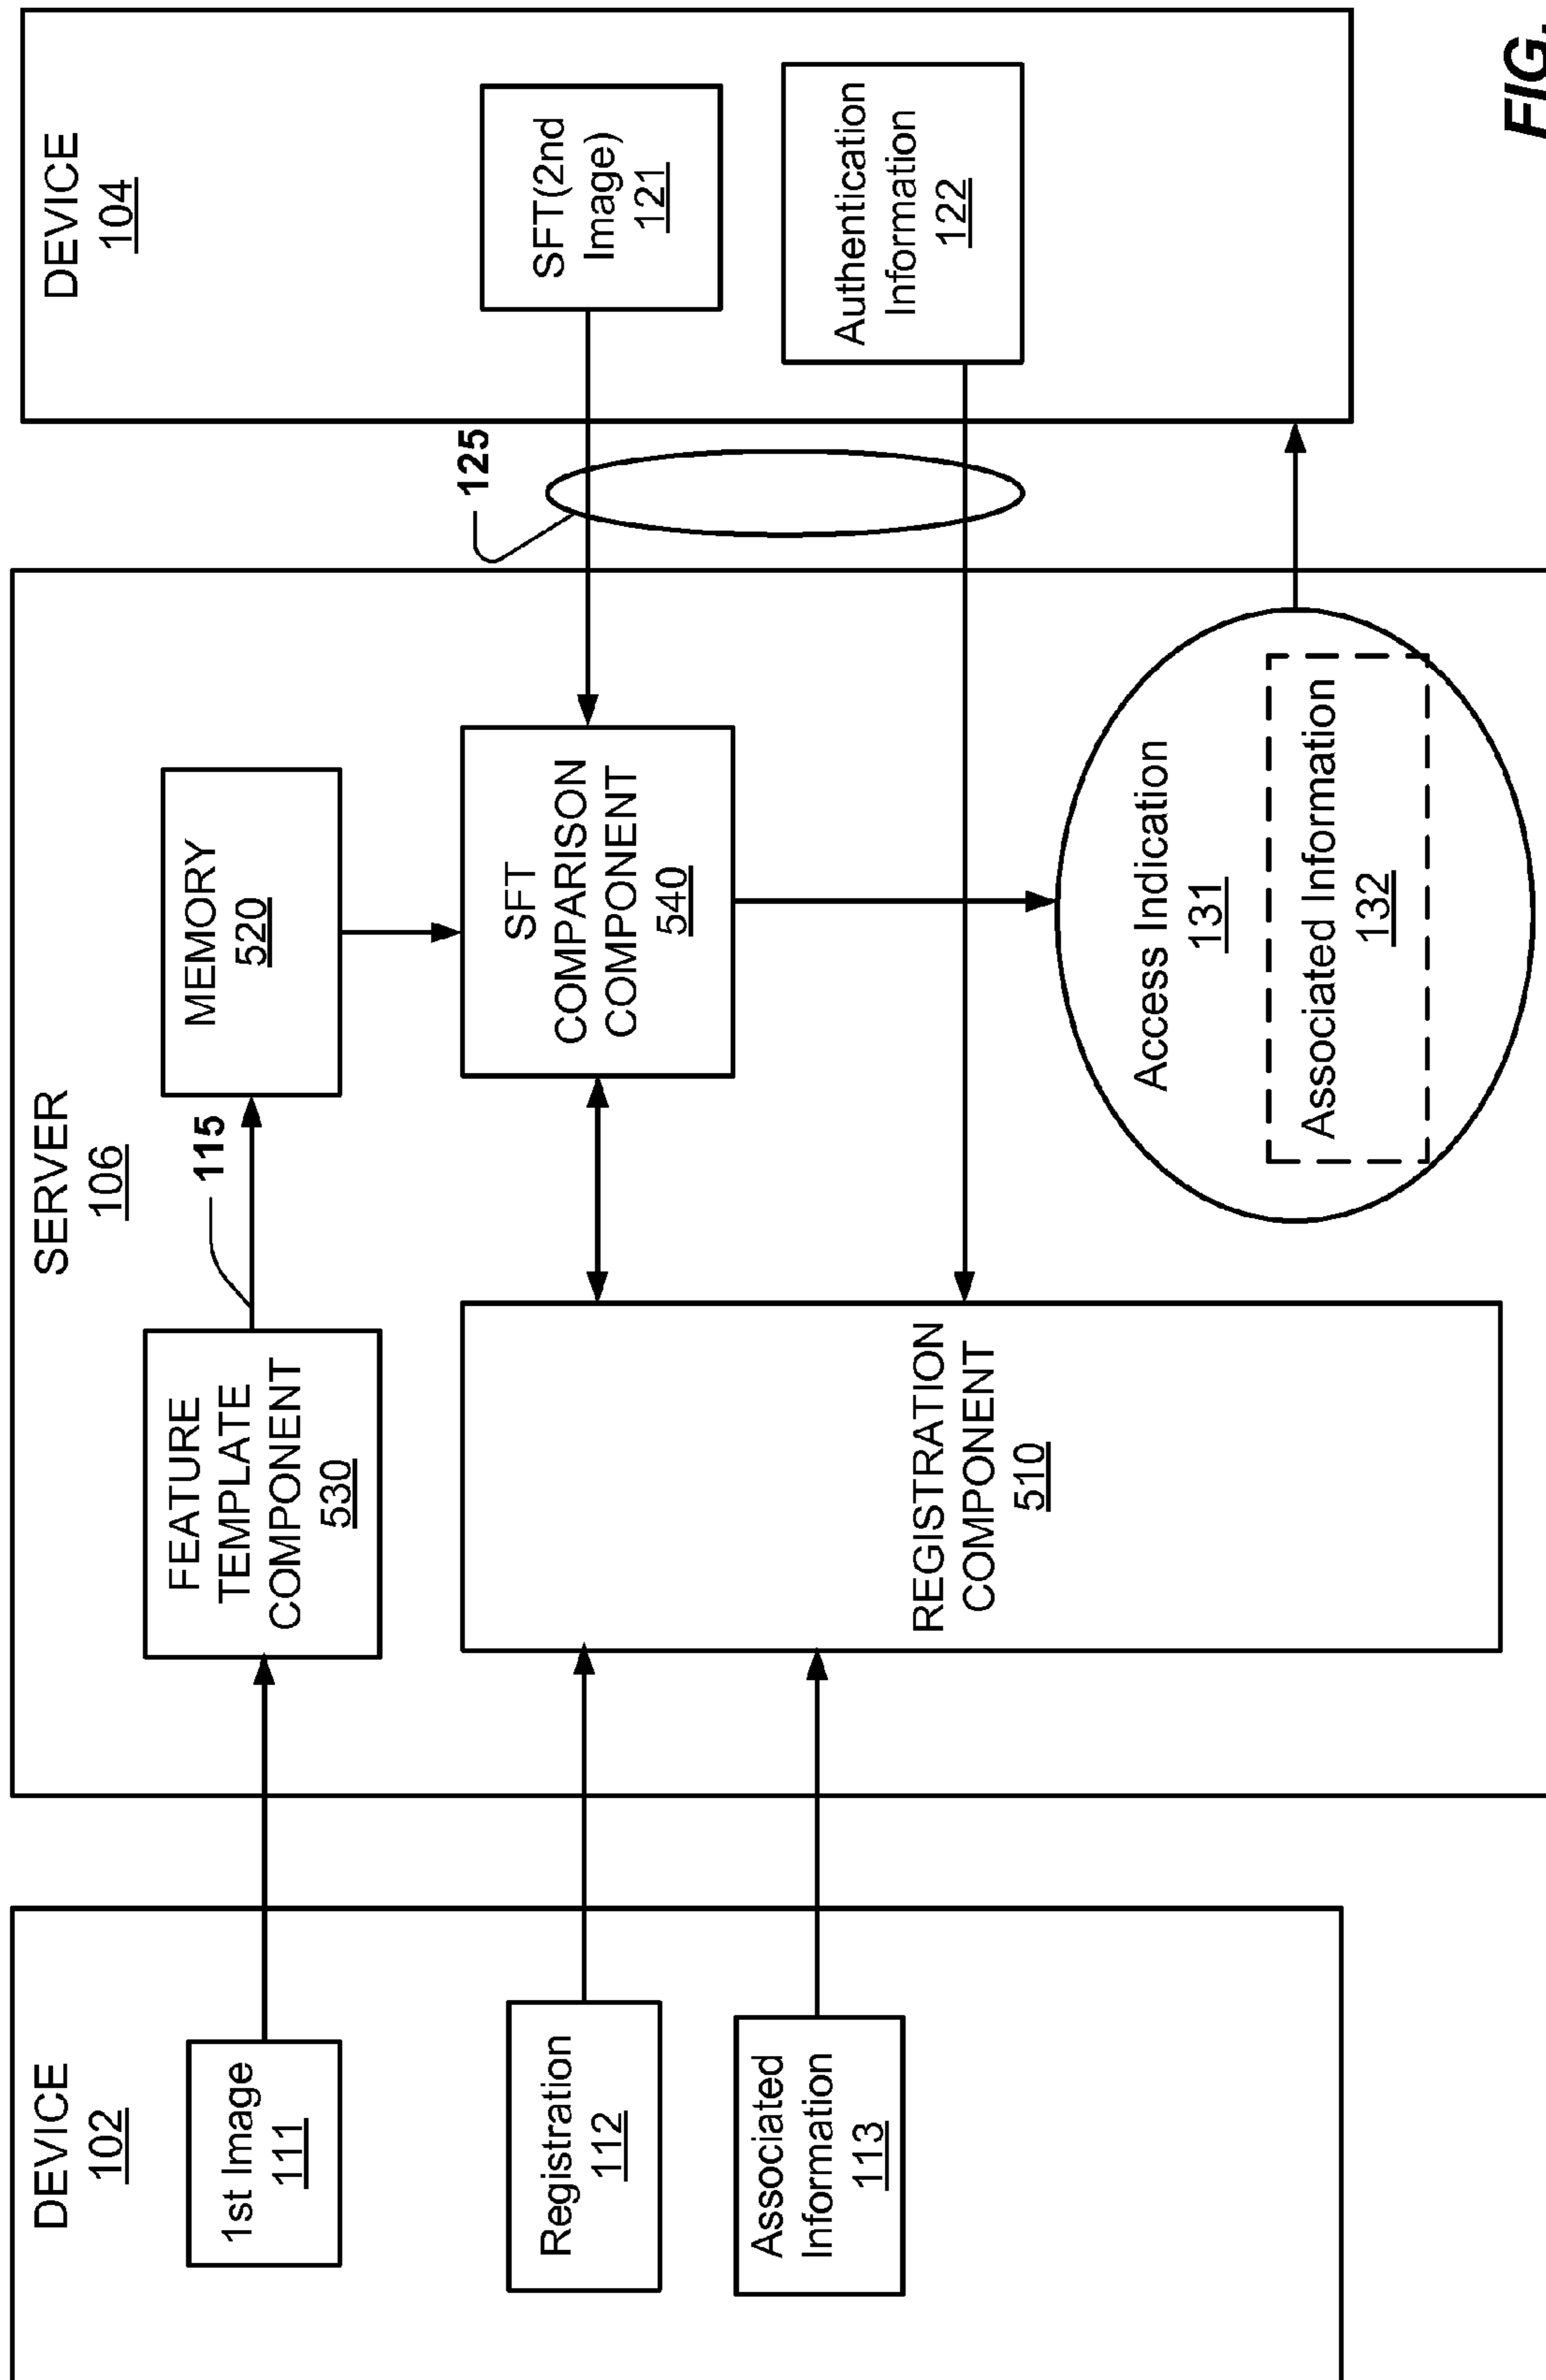 DEVICE
102
1st Image
111
Registration
112
Associated
Information
113
SERVER
106
FEATURE
TEMPLATE
COMPONENT
530
115
MEMORY
520
REGISTRATION
COMPONENT
510
SFT
COMPARISON
COMPONENT
540
Access Indication
131
Associated Information
132
125
DEVICE
104
SFT(2nd
Image)
121
Authentication
Information
122
FIG.